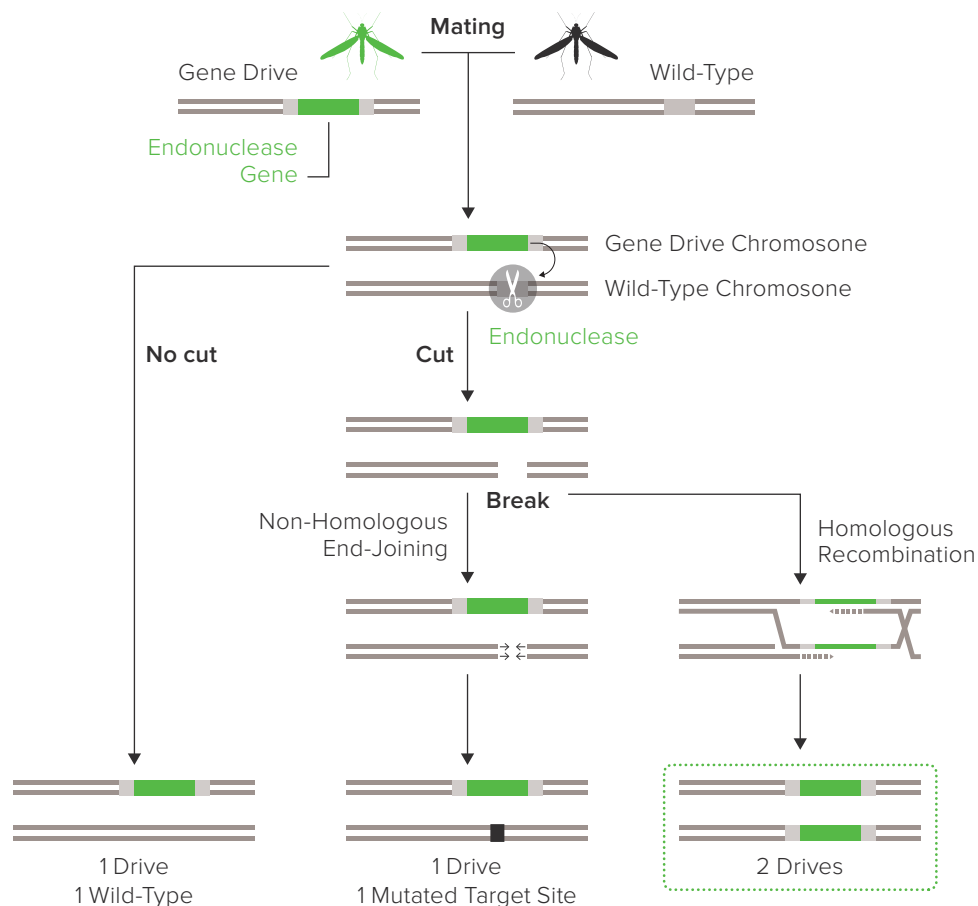 Mating
Gene Drive
Wild-Type
Endonuclease
Gene
Gene Drive Chromosone
Wild-Type Chromosone
Endonuclease
No cut
Cut
Break
Non-Homologous
End-Joining
Homologous
Recombination
1 Drive
1 Wild-Type
1 Drive
1 Mutated Target Site
2 Drives